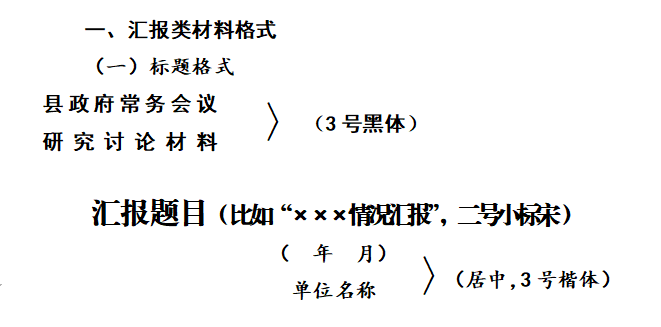 一、汇报类材料格式
（一）标题格式
县政府常务会议
研究讨论材料
（3号黑体）
汇报题目（比如“×××情况汇报”，二号小标宋）
（ 年 月）
单位名称
（居中，3号楷体）